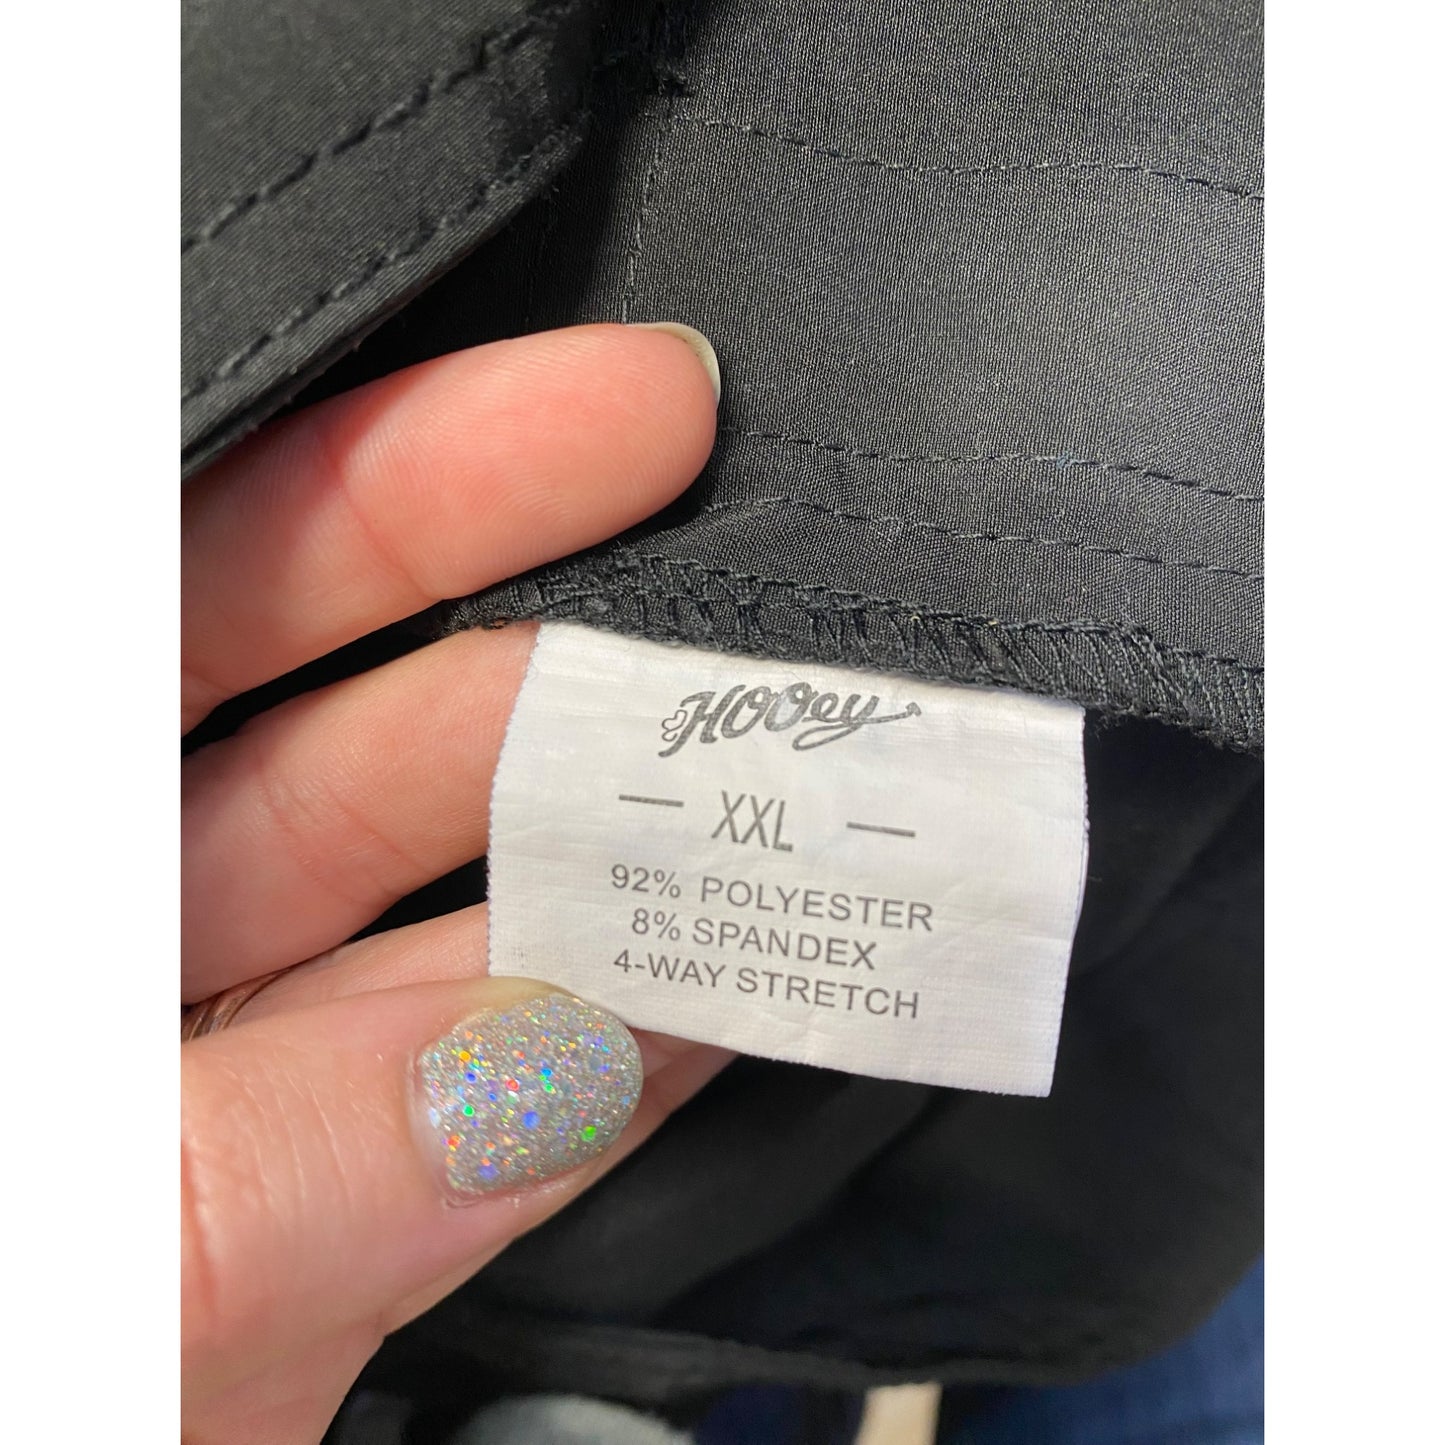 HOOey
— XXL —
92% POLYESTER
8% SPANDEX
4-WAY STRETCH